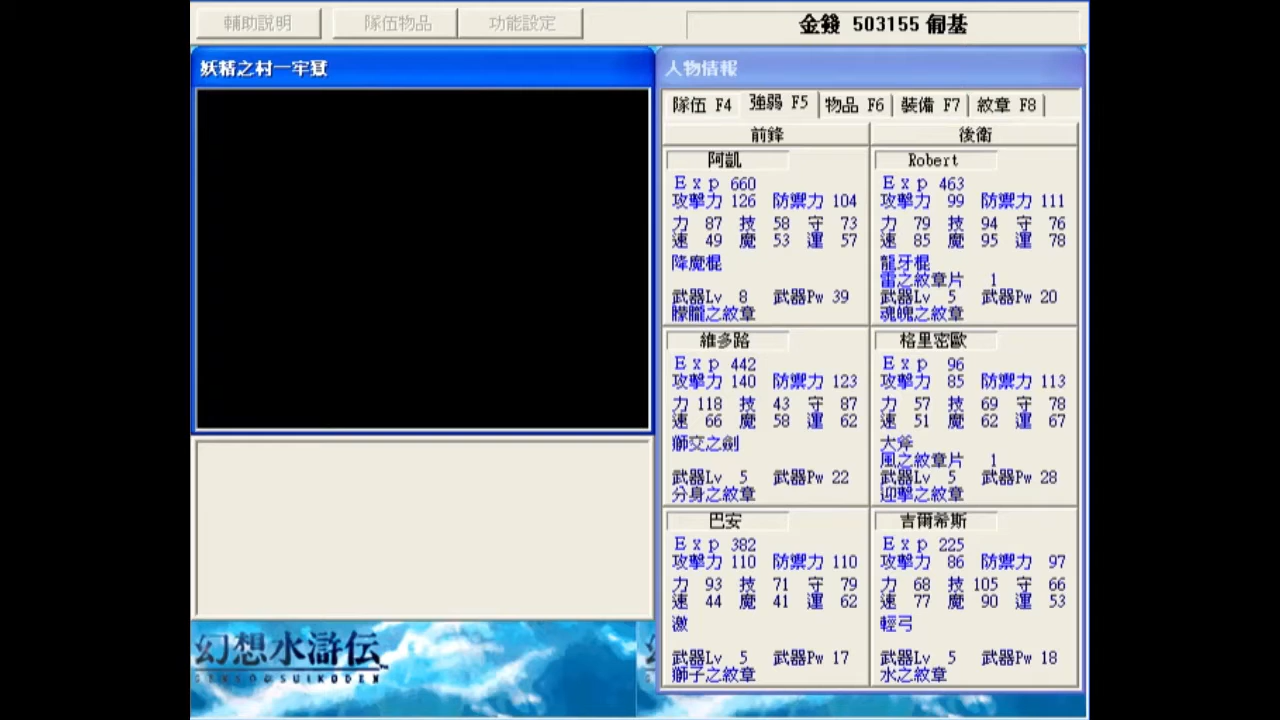 輔助説明 隊伍物品 功能設定 金錢 503155 佣基
妖精之村一牢獄
人物情報
隊伍 F4 強弱 F5 物品 F6 裝備 F7 紋章 F8
前鋒 後衛
阿凱
Exp 660
攻擊力 126 防禦力 104
力 87 技 58 守 73
速 49 魔 53 運 57
降魔棍
武器Lv 8 武器Pw 39
朦朧之紋章
Robert
Exp 463
攻擊力 99 防禦力 111
力 79 技 94 守 76
速 85 魔 95 運 78
龍牙棍
雷之紋章片 1
武器Lv 5 武器Pw 20
魂魄之紋章
維多路
Exp 442
攻擊力 140 防禦力 123
力 118 技 43 守 87
速 66 魔 58 運 62
獅交之劍
武器Lv 5 武器Pw 22
分身之紋章
格里密歐
Exp 96
攻擊力 85 防禦力 113
力 57 技 69 守 78
速 51 魔 62 運 67
大斧
風之紋章片 1
武器Lv 5 武器Pw 28
迎擊之紋章
巴安
Exp 382
攻擊力 110 防禦力 110
力 93 技 71 守 79
速 44 魔 41 運 62
激
武器Lv 5 武器Pw 17
獅子之紋章
吉爾希斯
Exp 225
攻擊力 86 防禦力 97
力 68 技 105 守 66
速 77 魔 90 運 53
輕弓
武器Lv 5 武器Pw 18
水之紋章
幻想水滸伝
GENSOSUIKODEN